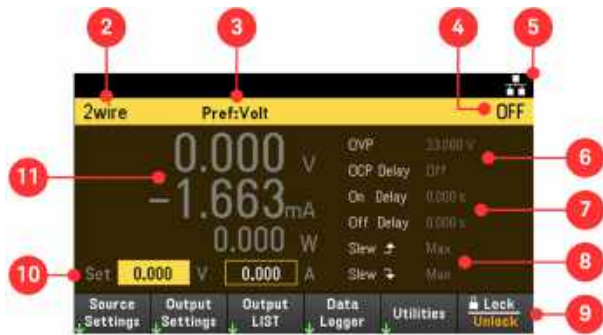 2 3 4 5
2wire Pref:Volt OFF
0.000 V
-1.663mA
0.000 W
OVP 33.000 V
OCP Delay Off
On Delay 0.000 s
Off Delay 0.000 s
Slew Max
Slew Max
6
7
8
11
10 Set 0.000 V 0.000 A
Source Settings
Output Settings
Output LIST
Data Logger
Utilities
Lock
Unlock
9